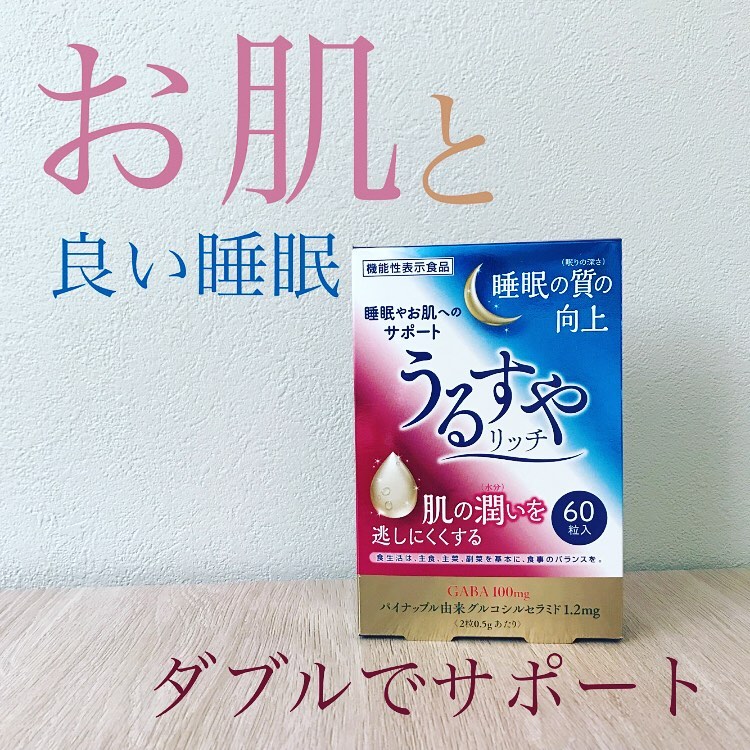 お肌と
良い睡眠
機能性表示食品
睡眠やお肌への
サポート
(眠りの深さ)
睡眠の質の
向上
うるすや
リッチ
(水分)
肌の潤いを
逃しにくくする
60
粒入
食生活は、主食、主菜、副菜を基本に、食事のバランスを。
GABA 100mg
パイナップル由来グルコシルセラミド 1.2mg
〈2粒0.5gあたり〉
ダブルでサポート